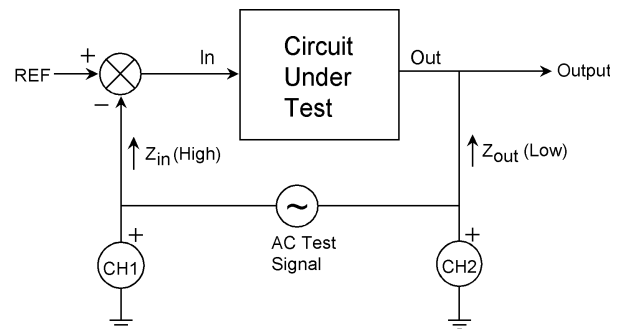 REF
+
−
In
Circuit
Under
Test
Out
Output
Zin (High)
Zout (Low)
~
AC Test
Signal
+
CH1
+
CH2